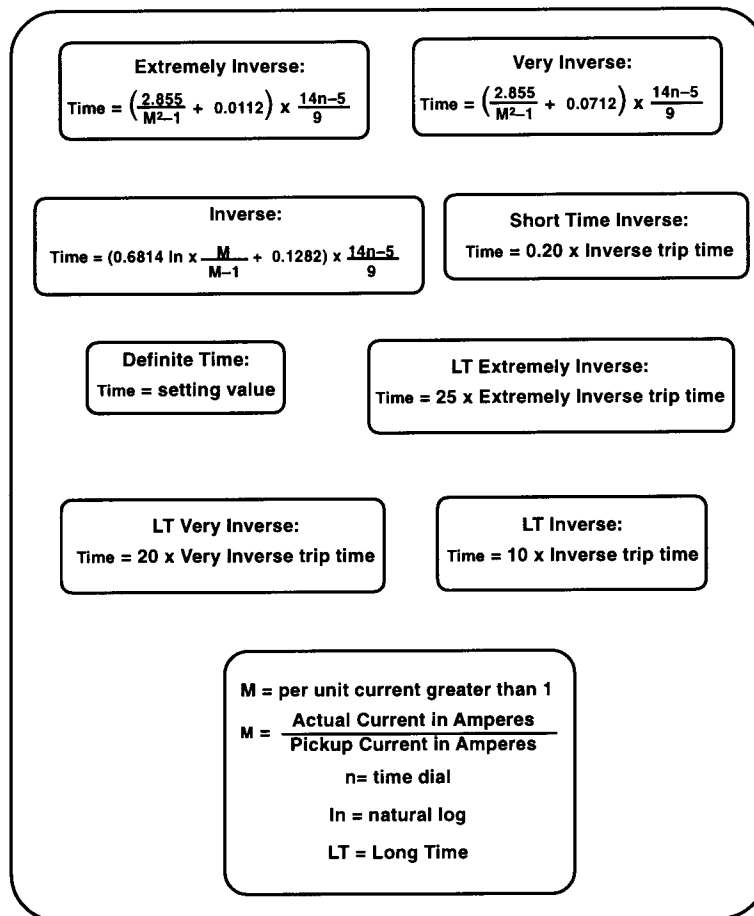 Extremely Inverse:
Time = (2.855/M²–1 + 0.0112) x 14n–5/9
Very Inverse:
Time = (2.855/M²–1 + 0.0712) x 14n–5/9
Inverse:
Time = (0.6814 ln x M/M–1 + 0.1282) x 14n–5/9
Short Time Inverse:
Time = 0.20 x Inverse trip time
Definite Time:
Time = setting value
LT Extremely Inverse:
Time = 25 x Extremely Inverse trip time
LT Very Inverse:
Time = 20 x Very Inverse trip time
LT Inverse:
Time = 10 x Inverse trip time
M = per unit current greater than 1
M = Actual Current in Amperes/Pickup Current in Amperes
n= time dial
ln = natural log
LT = Long Time